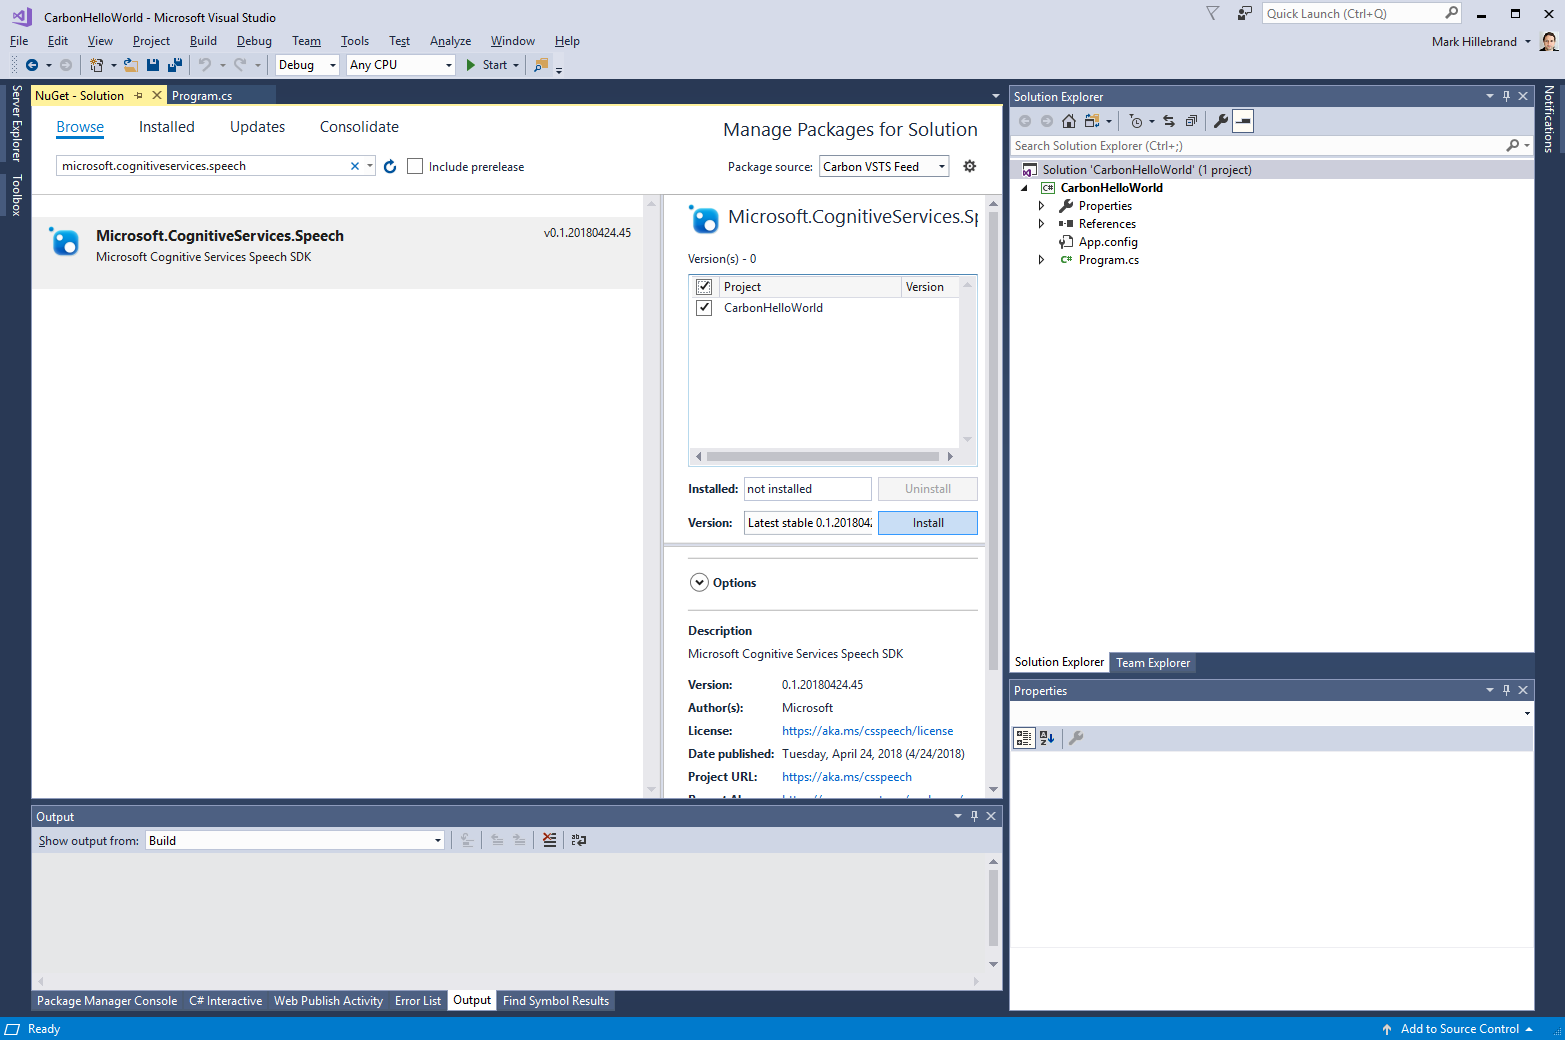 CarbonHelloWorld - Microsoft Visual Studio
Quick Launch (Ctrl+Q)
File Edit View Project Build Debug Team Tools Test Analyze Window Help
Mark Hillebrand
Debug Any CPU Start
Server Explorer
Toolbox
NuGet - Solution Program.cs
Browse Installed Updates Consolidate
Manage Packages for Solution
microsoft.cognitiveservices.speech
Include prerelease
Package source: Carbon VSTS Feed
Microsoft.CognitiveServices.Speech
v0.1.20180424.45
Microsoft Cognitive Services Speech SDK
Microsoft.CognitiveServices.Sp
Version(s) - 0
Project Version
CarbonHelloWorld
Installed: not installed Uninstall
Version: Latest stable 0.1.2018042 Install
Options
Description
Microsoft Cognitive Services Speech SDK
Version: 0.1.20180424.45
Author(s): Microsoft
License: https://aka.ms/csspeech/license
Date published: Tuesday, April 24, 2018 (4/24/2018)
Project URL: https://aka.ms/csspeech
Solution Explorer
Search Solution Explorer (Ctrl+;)
Solution 'CarbonHelloWorld' (1 project)
C# CarbonHelloWorld
Properties
References
App.config
C# Program.cs
Solution Explorer Team Explorer
Properties
Notifications
Output
Show output from: Build
Package Manager Console C# Interactive Web Publish Activity Error List Output Find Symbol Results
Ready
Add to Source Control